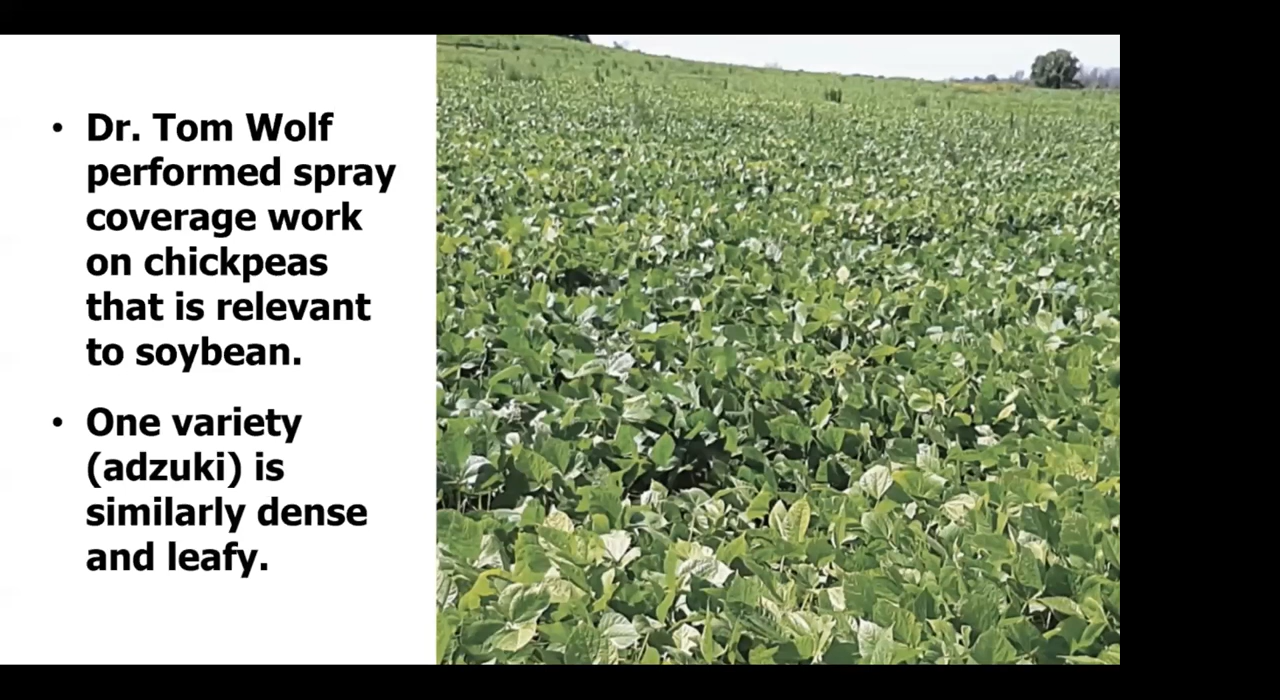 • Dr. Tom Wolf
performed spray
coverage work
on chickpeas
that is relevant
to soybean.
• One variety
(adzuki) is
similarly dense
and leafy.